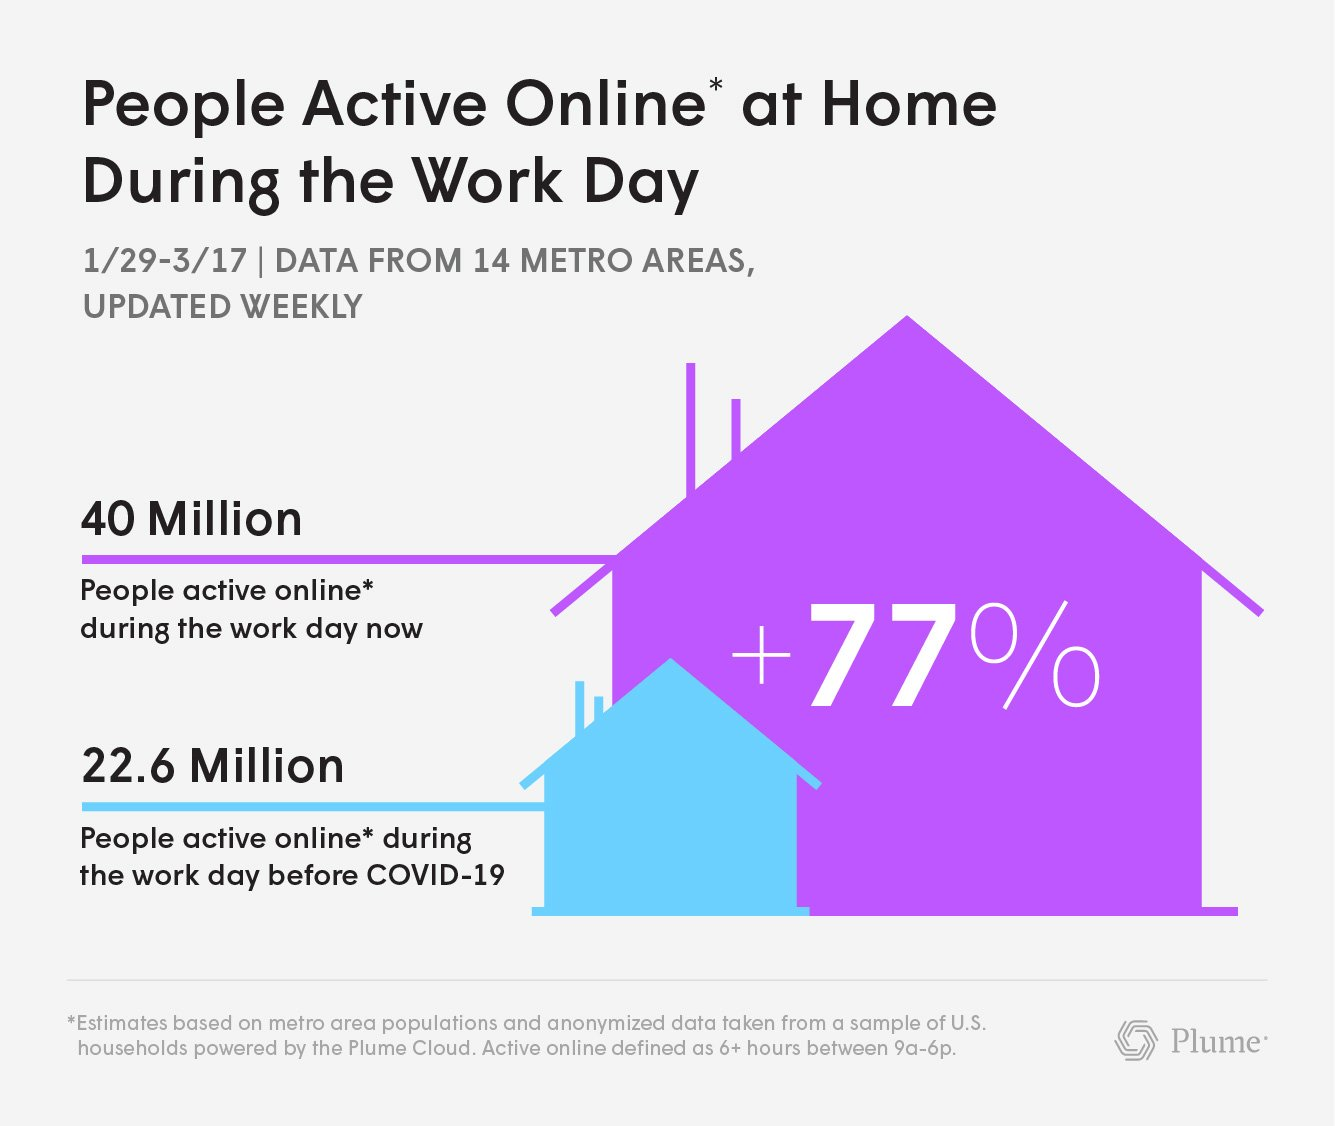 People Active Online* at Home
During the Work Day
1/29-3/17 | DATA FROM 14 METRO AREAS,
UPDATED WEEKLY
40 Million
People active online*
during the work day now
+77%
22.6 Million
People active online* during
the work day before COVID-19
*Estimates based on metro area populations and anonymized data taken from a sample of U.S.
households powered by the Plume Cloud. Active online defined as 6+ hours between 9a-6p.
Plume